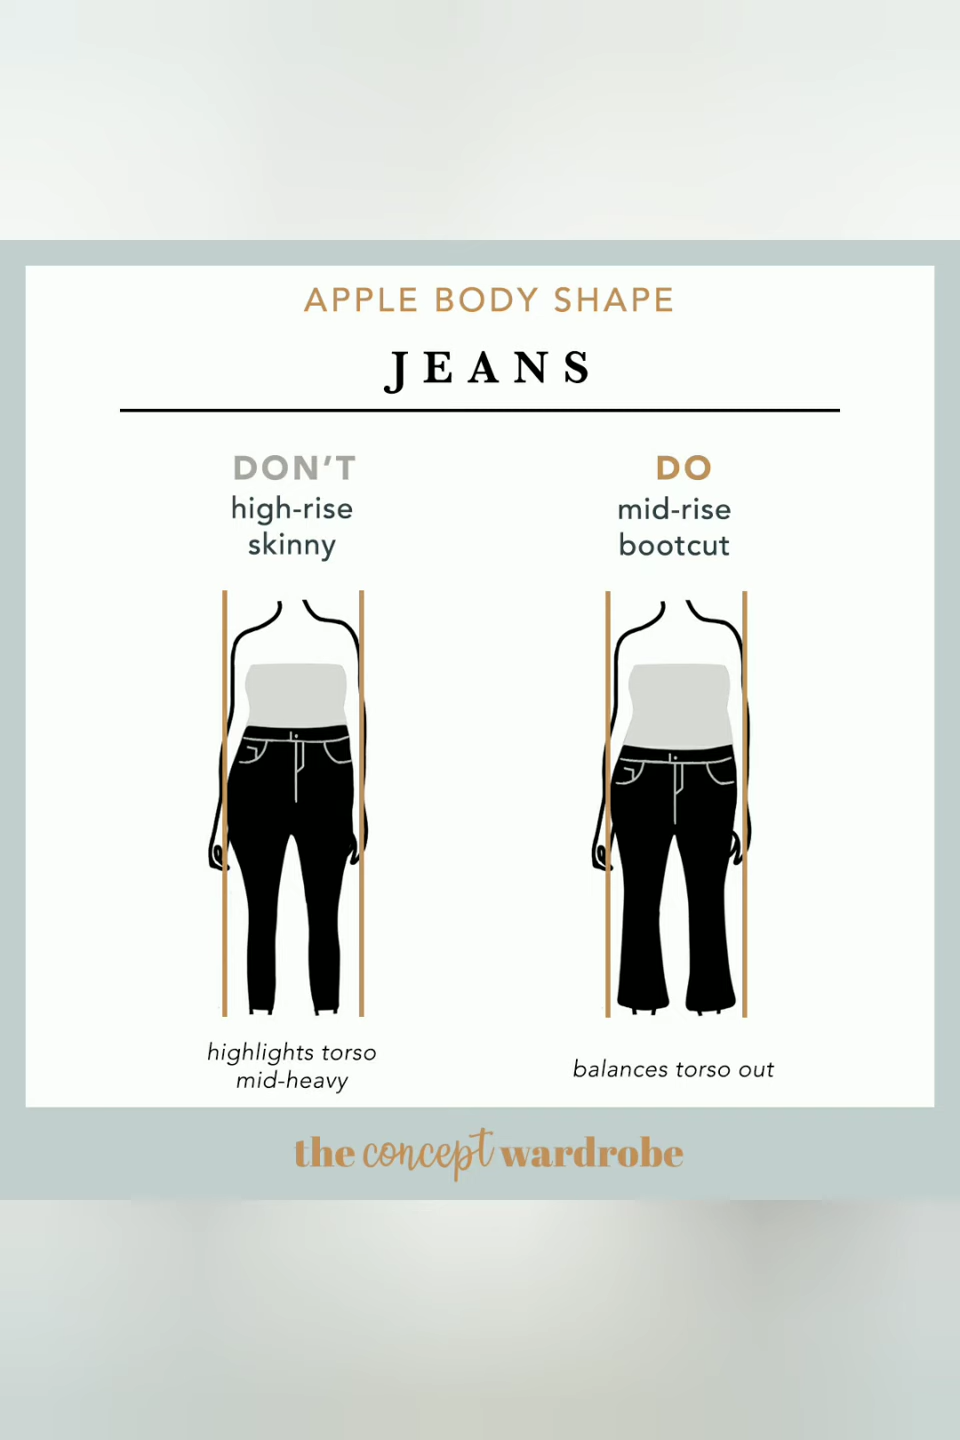 APPLE BODY SHAPE
JEANS
DON'T
high-rise
skinny
highlights torso
mid-heavy
DO
mid-rise
bootcut
balances torso out
the concept wardrobe